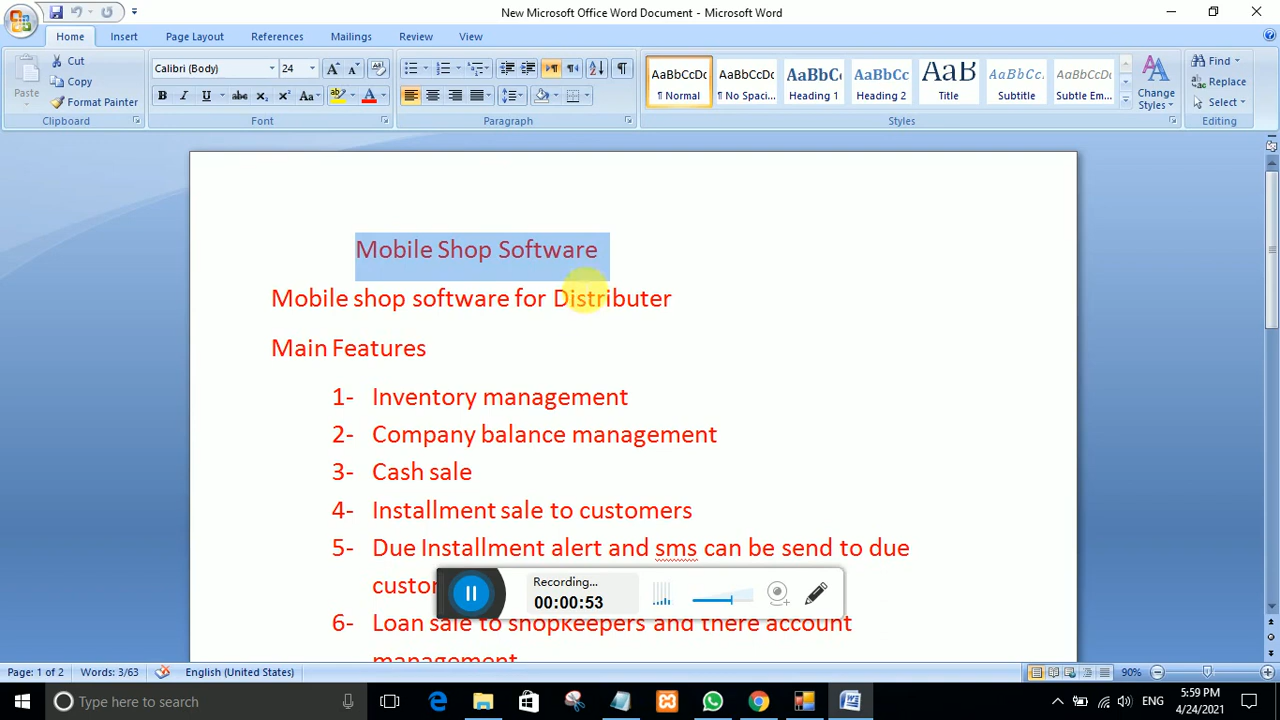 New Microsoft Office Word Document - Microsoft Word
Home Insert Page Layout References Mailings Review View
Paste
Cut
Copy
Format Painter
Clipboard
Calibri (Body) 24
Font
Paragraph
AaBbCcDc AaBbCcDc AaBbC AaBbCc AaB AaBbCc. AaBbCcDc
¶ Normal ¶ No Spaci... Heading 1 Heading 2 Title Subtitle Subtle Em...
Change Styles
Styles
Find
Replace
Select
Editing
Mobile Shop Software
Mobile shop software for Distributer
Main Features
1- Inventory management
2- Company balance management
3- Cash sale
4- Installment sale to customers
5- Due Installment alert and sms can be send to due
custo
6- Loan sale to shopkeepers and there account
management
Recording...
00:00:53
Page: 1 of 2 Words: 3/63 English (United States) 90%
Type here to search
ENG
5:59 PM
4/24/2021